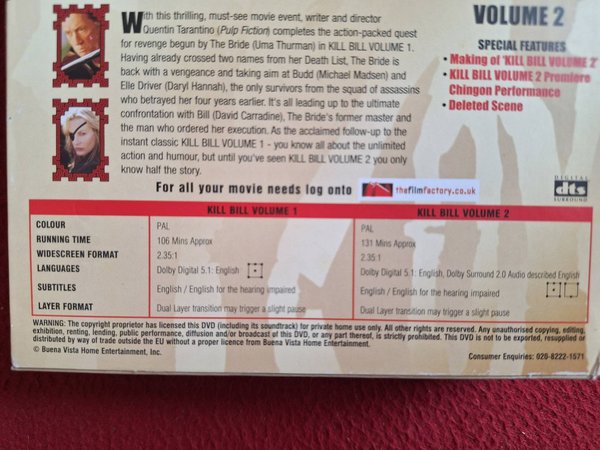 With this thrilling, must-see movie event, writer and director
Quentin Tarantino (Pulp Fiction) completes the action-packed quest
for revenge begun by The Bride (Uma Thurman) in KILL BILL VOLUME 1.
Having already crossed two names from her Death List, The Bride is
back with a vengeance and taking aim at Budd (Michael Madsen) and
Elle Driver (Daryl Hannah), the only survivors from the squad of assassins
who betrayed her four years earlier. It's all leading up to the ultimate
confrontation with Bill (David Carradine), The Bride's former master and
the man who ordered her execution. As the acclaimed follow-up to the
instant classic KILL BILL VOLUME 1 - you know all about the unlimited
action and humour, but until you've seen KILL BILL VOLUME 2 you only
know half the story.
VOLUME 2
SPECIAL FEATURES
• Making of 'KILL BILL VOLUME 2'
• KILL BILL VOLUME 2 Premiere
Chingon Performance
• Deleted Scene
For all your movie needs log onto thefilmfactory.co.uk
DIGITAL
dts
SURROUND
KILL BILL VOLUME 1 KILL BILL VOLUME 2
COLOUR PAL PAL
RUNNING TIME 106 Mins Approx 131 Mins Approx
WIDESCREEN FORMAT 2.35:1 2.35:1
LANGUAGES Dolby Digital 5.1: English Dolby Digital 5.1: English, Dolby Surround 2.0 Audio described English
SUBTITLES English / English for the hearing impaired English / English for the hearing impaired
LAYER FORMAT Dual Layer transition may trigger a slight pause Dual Layer transition may trigger a slight pause
WARNING: The copyright proprietor has licensed this DVD (including its soundtrack) for private home use only. All other rights are reserved. Any unauthorised copying, editing,
exhibition, renting, lending, public performance, diffusion and/or broadcast of this DVD, or any part thereof, is strictly prohibited. This DVD is not to be exported, resupplied or
distributed by way of trade outside the EU without a proper licence from Buena Vista Home Entertainment.
© Buena Vista Home Entertainment, Inc.
Consumer Enquiries: 020-8222-1571